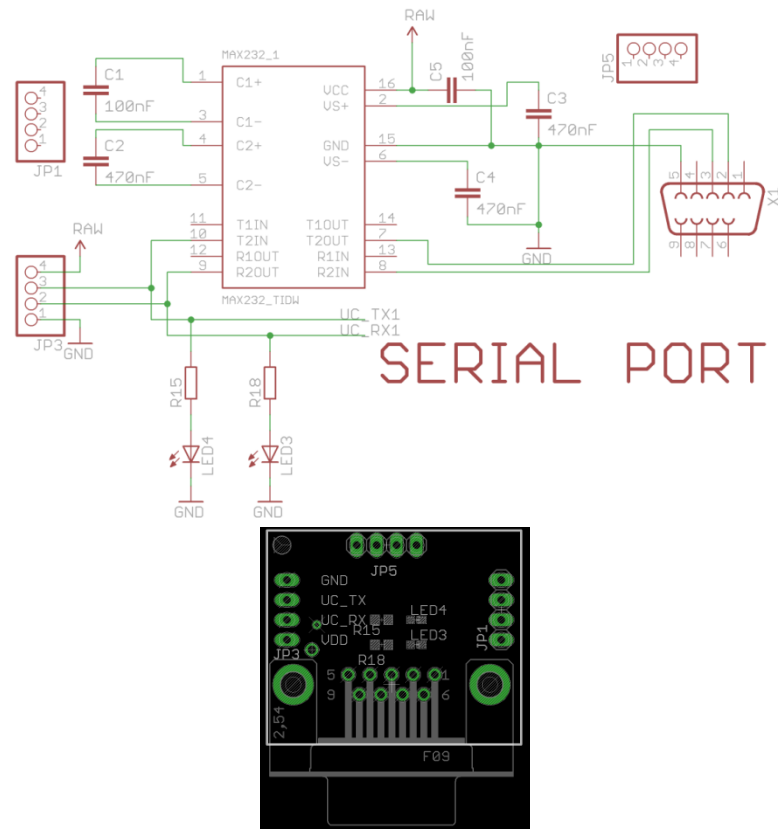 RAW
MAX232_1
JP5
1 2 3 4
C1
100nF
1 C1+
3 C1-
4 C2+
5 C2-
C2
470nF
4
3
2
1
JP1
VCC 16
VS+ 2
GND 15
VS- 6
C5
100nF
C3
470nF
C4
470nF
GND
5 4 3 2 1
9 8 7 6
X1
11 T1IN
10 T2IN
12 R1OUT
9 R2OUT
T1OUT 14
T2OUT 7
R1IN 13
R2IN 8
MAX232_TIDW
RAW
4
3
2
1
JP3
GND
UC_TX1
UC_RX1
SERIAL PORT
R15
R18
LED4
LED3
GND
GND
JP5
GND
UC_TX
UC_RX
VDD
JP3
R15
R18
LED4
LED3
JP1
5 1
9 6
2,54
F09